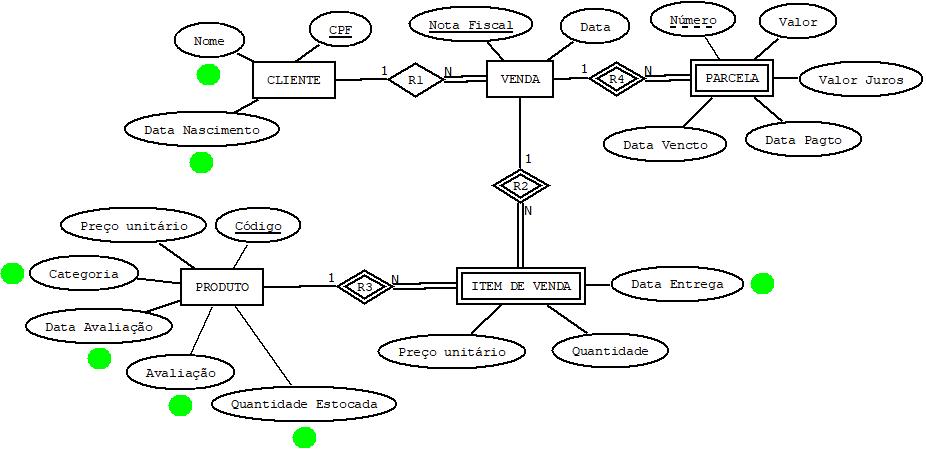 CPF
Nome
Nota Fiscal
Data
Número
Valor
CLIENTE
1
R1
N
VENDA
1
R4
N
PARCELA
Valor Juros
Data Nascimento
Data Vencto
Data Pagto
1
R2
N
Preço unitário
Código
Categoria
PRODUTO
1
R3
N
ITEM DE VENDA
Data Entrega
Data Avaliação
Preço unitário
Quantidade
Avaliação
Quantidade Estocada